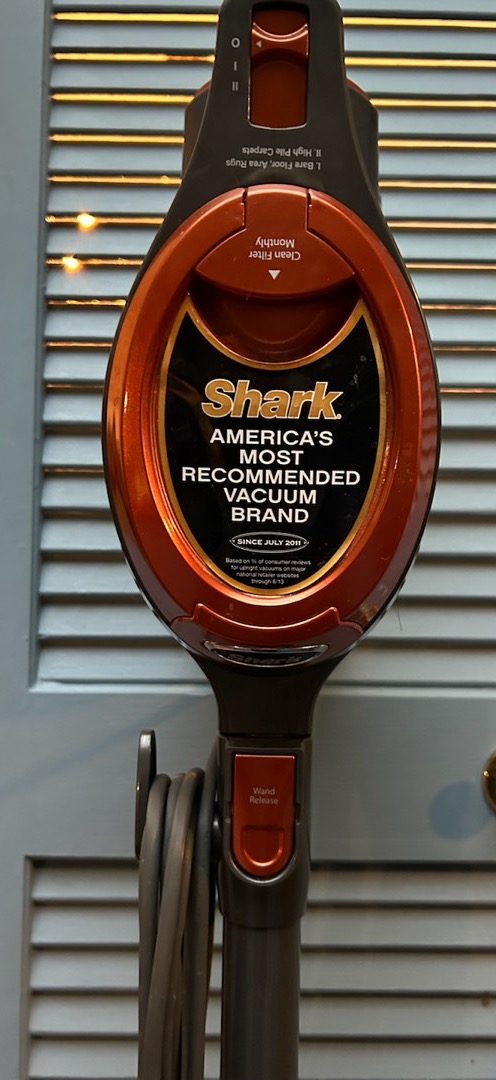 O
I
II
I. Bare Floor, Area Rugs
II. High Pile Carpets
Clean Filter
Monthly
Shark®
AMERICA'S
MOST
RECOMMENDED
VACUUM
BRAND
• SINCE JULY 2011 •
Based on % of consumer reviews
for upright vacuums on major
national retailer websites
through 8/13
Shark
Wand
Release